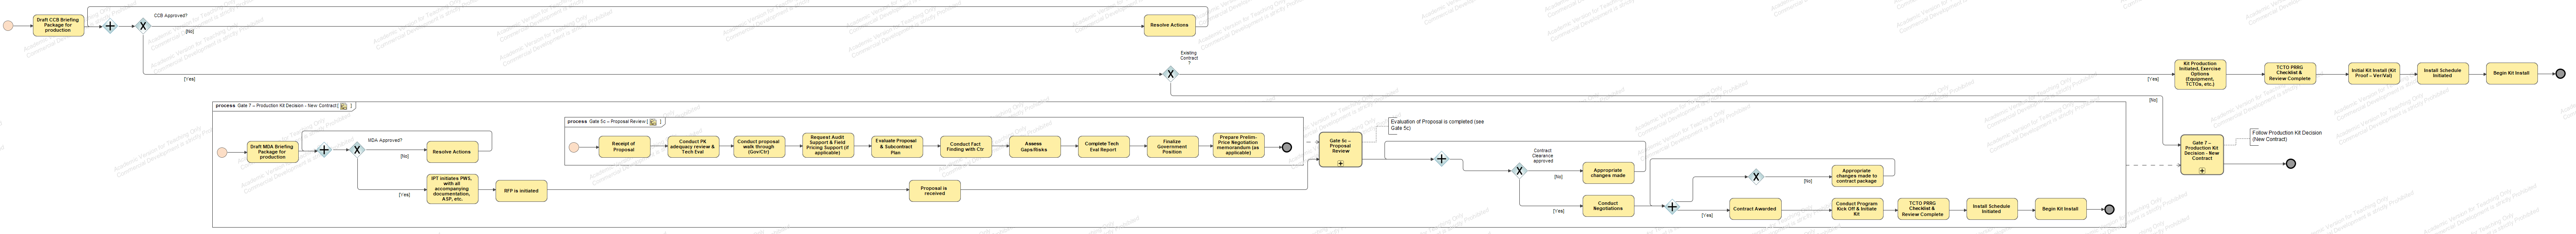 CCB Approved?
Draft CCB Briefing
Package for
production
[No]
Resolve Actions
Existing
Contract
?
[Yes]
[Yes]
Kit Production
Initiated, Exercise
Options
(Equipment,
TCTOs, etc.)
TCTO PRRG
Checklist &
Review Complete
Initial Kit Install (Kit
Proof – Ver/Val)
Install Schedule
Initiated
Begin Kit Install
[No]
process Gate 7 – Production Kit Decision - New Contract [ ]
Draft MDA Briefing
Package for
production
MDA Approved?
[No]
Resolve Actions
[Yes]
IPT initiates PWS,
with all
accompanying
documentation,
ASP, etc.
RFP is initiated
Proposal is
received
process Gate 5c – Proposal Review [ ]
Receipt of
Proposal
Conduct PK
adequacy review &
Tech Eval
Conduct proposal
walk through
(Gov/Ctr)
Request Audit
Support & Field
Pricing Support (if
applicable)
Evaluate Proposal
& Subcontract
Plan
Conduct Fact
Finding with Ctr
Assess
Gaps/Risks
Complete Tech
Eval Report
Finalize
Government
Position
Prepare Prelim-
Price Negotiation
memorandum (as
applicable)
Gate 5c –
Proposal
Review
Evaluation of Proposal is completed (see
Gate 5c)
Contract
Clearance
approved
[No]
Appropriate
changes made
[Yes]
Conduct
Negotiations
[No]
Appropriate
changes made to
contract package
[Yes]
Contract Awarded
Conduct Program
Kick Off & Initiate
Kit
TCTO PRRG
Checklist &
Review Complete
Install Schedule
Initiated
Begin Kit Install
Gate 7 –
Production Kit
Decision - New
Contract
Follow Production Kit Decision
(New Contract)
Academic Version for Teaching Only
Commercial Development is strictly Prohibited